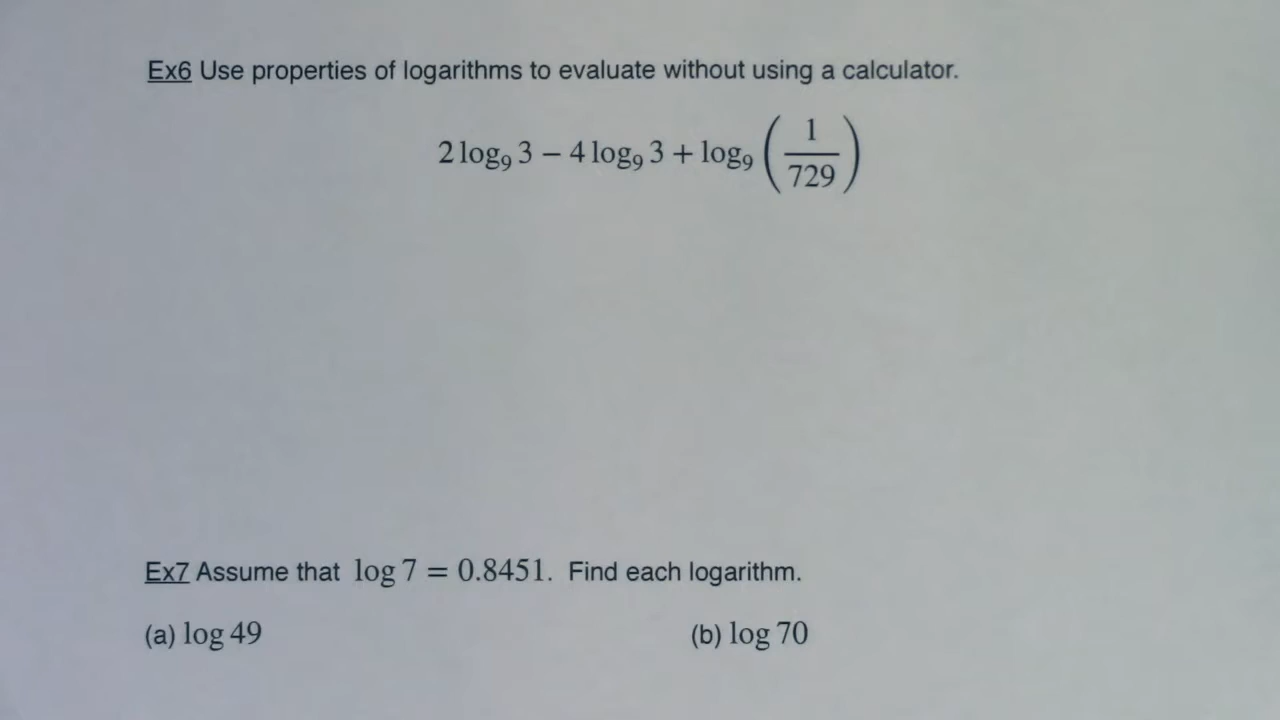 Ex6 Use properties of logarithms to evaluate without using a calculator.
2 log₉ 3 − 4 log₉ 3 + log₉ (1/729)
Ex7 Assume that log 7 = 0.8451. Find each logarithm.
(a) log 49 (b) log 70